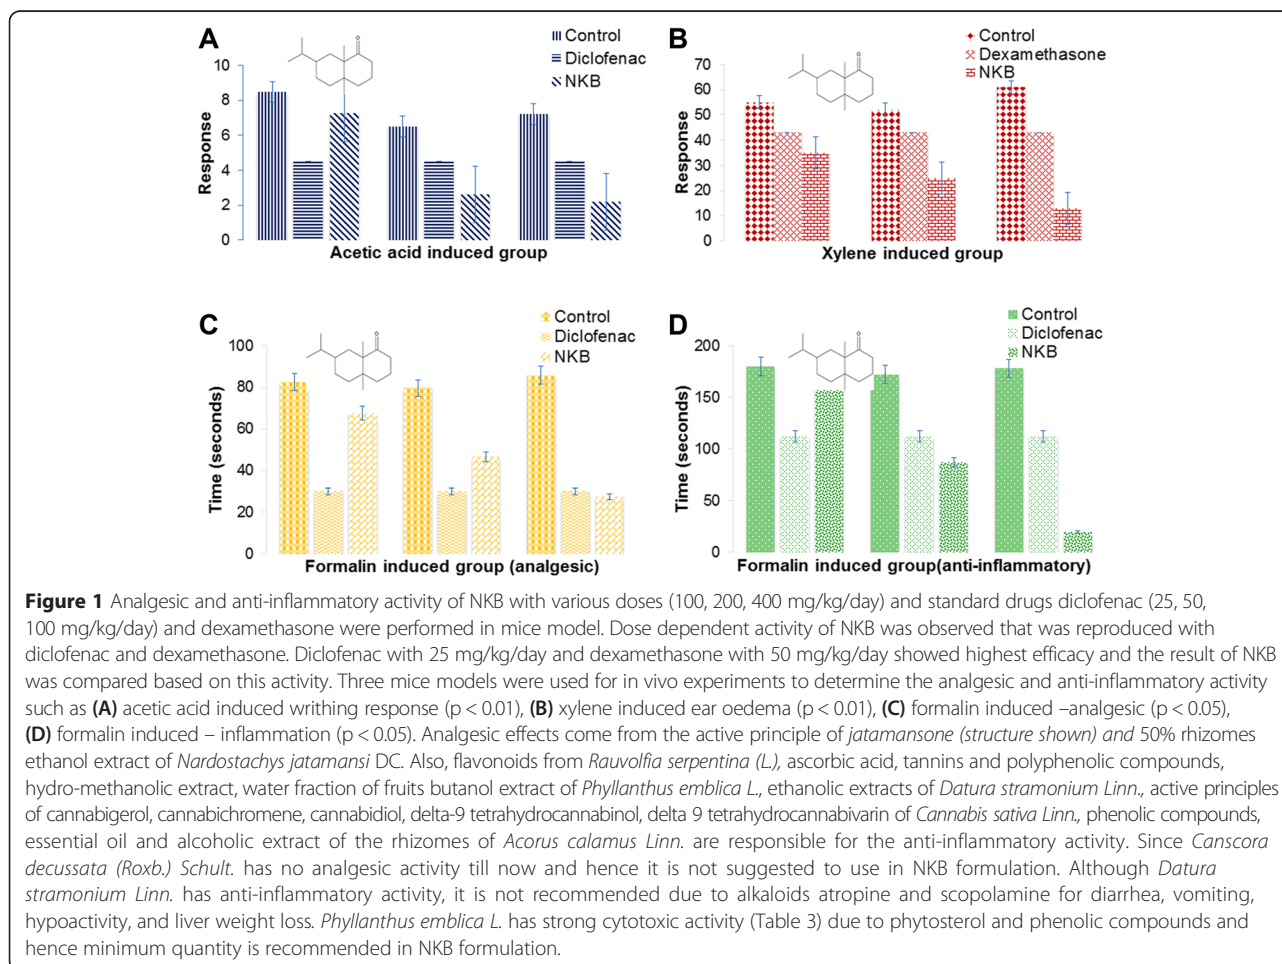 A
Control
Diclofenac
NKB
10
8
6
4
2
0
Response
Acetic acid induced group
O
B
Control
Dexamethasone
NKB
70
60
50
40
30
20
10
0
Response
Xylene induced group
O
C
Control
Diclofenac
NKB
100
80
60
40
20
0
Time (seconds)
Formalin induced group (analgesic)
O
D
Control
Diclofenac
NKB
200
150
100
50
0
Time (seconds)
Formalin induced group(anti-inflammatory)
O
Figure 1 Analgesic and anti-inflammatory activity of NKB with various doses (100, 200, 400 mg/kg/day) and standard drugs diclofenac (25, 50,
100 mg/kg/day) and dexamethasone were performed in mice model. Dose dependent activity of NKB was observed that was reproduced with
diclofenac and dexamethasone. Diclofenac with 25 mg/kg/day and dexamethasone with 50 mg/kg/day showed highest efficacy and the result of NKB
was compared based on this activity. Three mice models were used for in vivo experiments to determine the analgesic and anti-inflammatory activity
such as (A) acetic acid induced writhing response (p < 0.01), (B) xylene induced ear oedema (p < 0.01), (C) formalin induced –analgesic (p < 0.05),
(D) formalin induced – inflammation (p < 0.05). Analgesic effects come from the active principle of jatamansone (structure shown) and 50% rhizomes
ethanol extract of Nardostachys jatamansi DC. Also, flavonoids from Rauvolfia serpentina (L.), ascorbic acid, tannins and polyphenolic compounds,
hydro-methanolic extract, water fraction of fruits butanol extract of Phyllanthus emblica L., ethanolic extracts of Datura stramonium Linn., active principles
of cannabigerol, cannabichromene, cannabidiol, delta-9 tetrahydrocannabinol, delta 9 tetrahydrocannabivarin of Cannabis sativa Linn., phenolic compounds,
essential oil and alcoholic extract of the rhizomes of Acorus calamus Linn. are responsible for the anti-inflammatory activity. Since Canscora
decussata (Roxb.) Schult. has no analgesic activity till now and hence it is not suggested to use in NKB formulation. Although Datura
stramonium Linn. has anti-inflammatory activity, it is not recommended due to alkaloids atropine and scopolamine for diarrhea, vomiting,
hypoactivity, and liver weight loss. Phyllanthus emblica L. has strong cytotoxic activity (Table 3) due to phytosterol and phenolic compounds and
hence minimum quantity is recommended in NKB formulation.